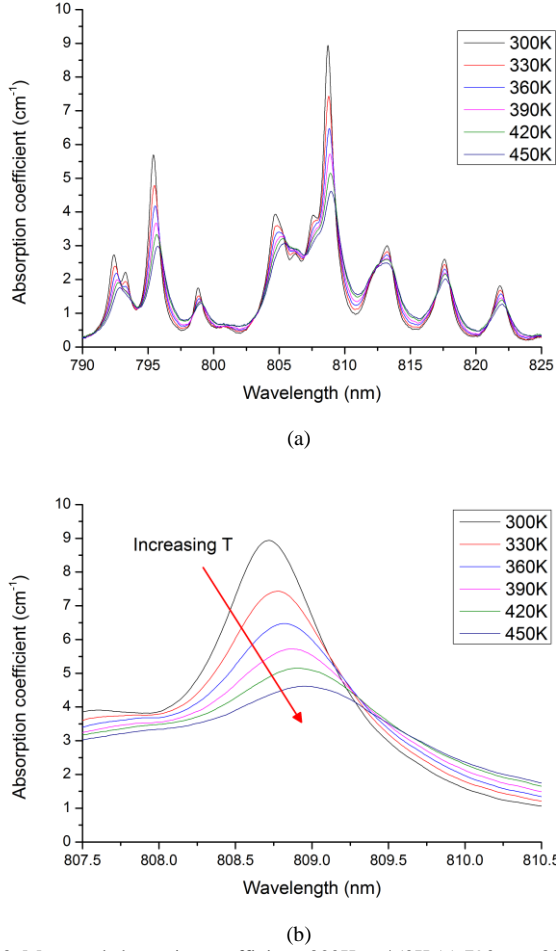 10
9
8
7
6
5
4
3
2
1
0
Absorption coefficient (cm⁻¹)
300K
330K
360K
390K
420K
450K
790 795 800 805 810 815 820 825
Wavelength (nm)
(a)
10
9
8
7
6
5
4
3
2
1
0
Absorption coefficient (cm⁻¹)
Increasing T
300K
330K
360K
390K
420K
450K
807.5 808.0 808.5 809.0 809.5 810.0 810.5
Wavelength (nm)
(b)